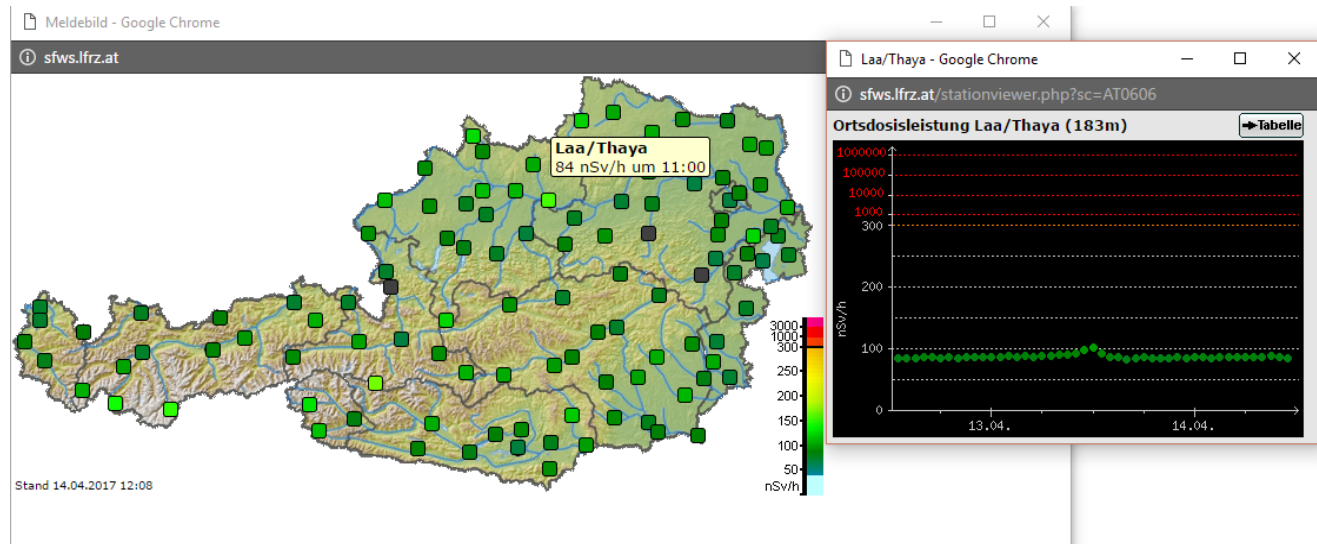 Meldebild - Google Chrome
sfws.lfrz.at
Laa/Thaya
84 nSv/h um 11:00
3000
1000
300
250
200
150
100
50
nSv/h
Stand 14.04.2017 12:08
Laa/Thaya - Google Chrome
sfws.lfrz.at/stationviewer.php?sc=AT0606
Ortsdosisleistung Laa/Thaya (183m)
➔Tabelle
1000000
100000
10000
1000
300
200
nSv/h
100
0
13.04.
14.04.